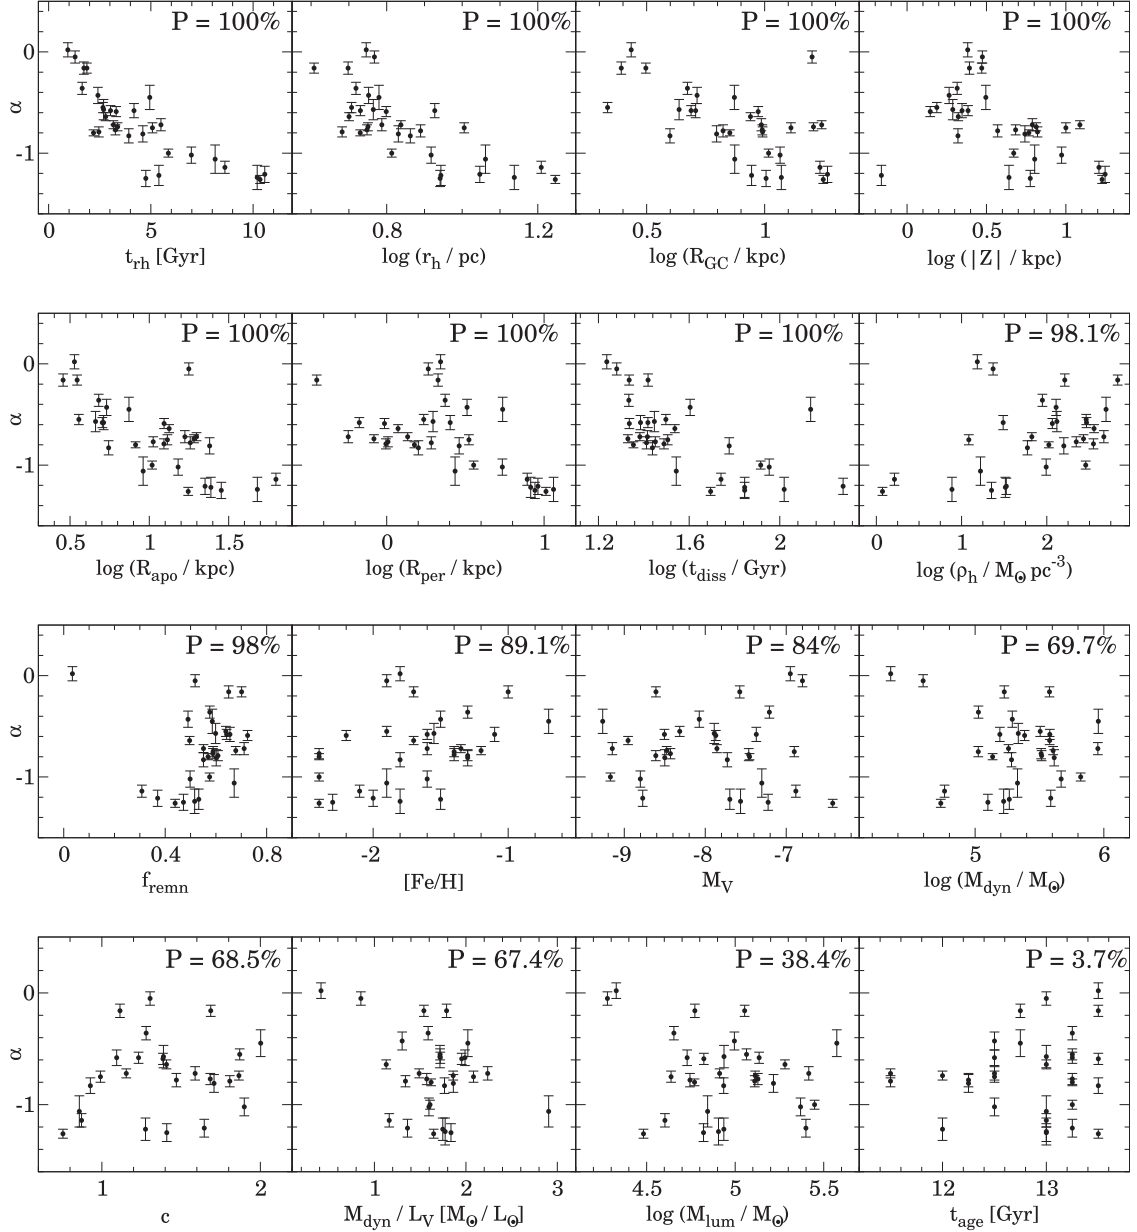 P = 100% P = 100% P = 100% P = 100%
0
α
-1
0 5 10 0.8 1.2 0.5 1 0 0.5 1
t_rh [Gyr] log (r_h / pc) log (R_GC / kpc) log (|Z| / kpc)
P = 100% P = 100% P = 100% P = 98.1%
0
α
-1
0.5 1 1.5 0 1 1.2 1.6 2 0 1 2
log (R_apo / kpc) log (R_per / kpc) log (t_diss / Gyr) log (ρ_h / M_⊙ pc^-3)
P = 98% P = 89.1% P = 84% P = 69.7%
0
α
-1
0 0.4 0.8 -2 -1 -9 -8 -7 5 6
f_remn [Fe/H] M_V log (M_dyn / M_⊙)
P = 68.5% P = 67.4% P = 38.4% P = 3.7%
0
α
-1
1 2 1 2 3 4.5 5 5.5 12 13
c M_dyn / L_V [M_⊙ / L_⊙] log (M_lum / M_⊙) t_age [Gyr]